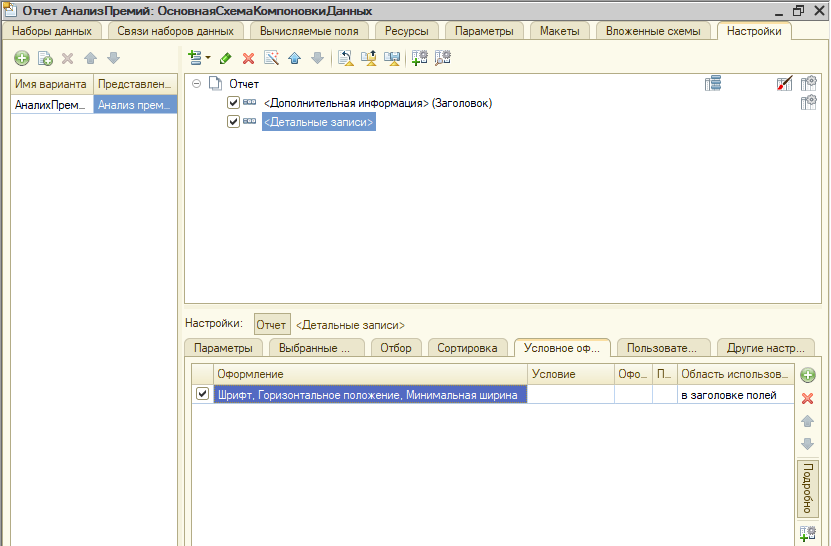 Отчет АнализПремий: ОсновнаяСхемаКомпоновкиДанных
Наборы данных Связи наборов данных Вычисляемые поля Ресурсы Параметры Макеты Вложенные схемы Настройки
Имя варианта Представлен...
АналихПрем... Анализ прем...
Отчет
<Дополнительная информация> (Заголовок)
<Детальные записи>
Настройки: Отчет <Детальные записи>
Параметры Выбранные ... Отбор Сортировка Условное оф... Пользовате... Другие настр...
Оформление Условие Офо... П... Область использов...
Шрифт, Горизонтальное положение, Минимальная ширина в заголовке полей
Подробно